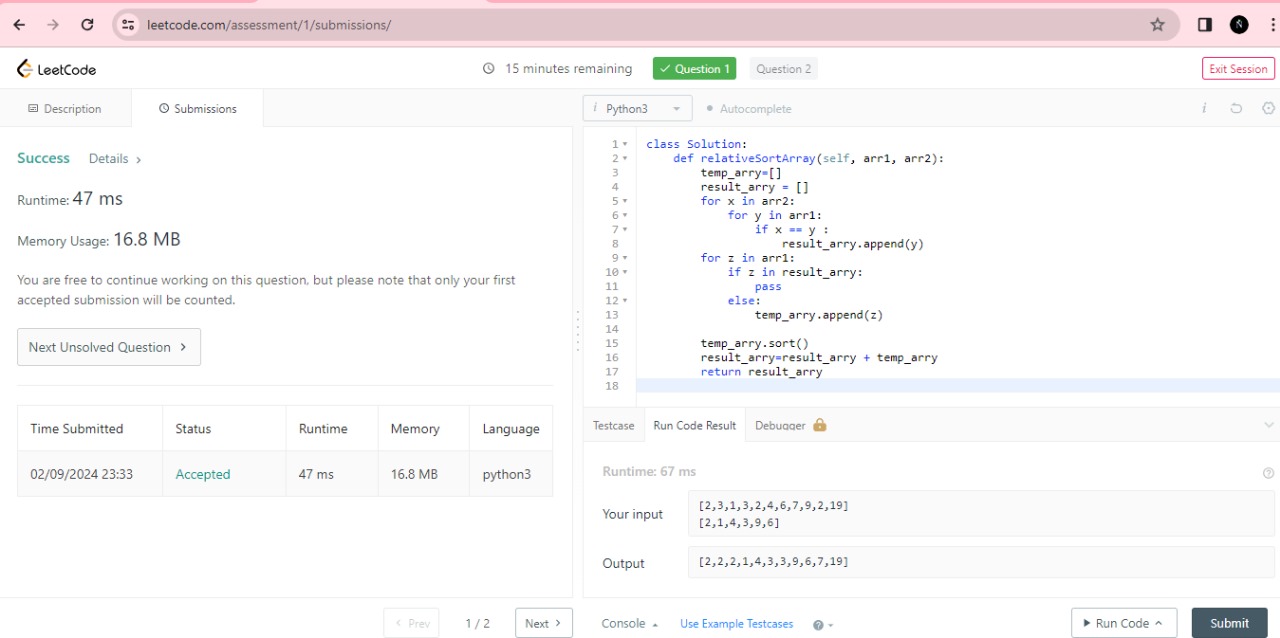 leetcode.com/assessment/1/submissions/
LeetCode
15 minutes remaining
Question 1
Question 2
Exit Session
Description
Submissions
Success
Details
Runtime: 47 ms
Memory Usage: 16.8 MB
You are free to continue working on this question, but please note that only your first
accepted submission will be counted.
Next Unsolved Question
Time Submitted Status Runtime Memory Language
02/09/2024 23:33 Accepted 47 ms 16.8 MB python3
Prev
1 / 2
Next
i Python3
Autocomplete
i
1 class Solution:
2     def relativeSortArray(self, arr1, arr2):
3         temp_arry=[]
4         result_arry = []
5         for x in arr2:
6             for y in arr1:
7                 if x == y :
8                     result_arry.append(y)
9         for z in arr1:
10             if z in result_arry:
11                 pass
12             else:
13                 temp_arry.append(z)
14
15         temp_arry.sort()
16         result_arry=result_arry + temp_arry
17         return result_arry
18
Testcase
Run Code Result
Debugger
Runtime: 67 ms
Your input
[2,3,1,3,2,4,6,7,9,2,19]
[2,1,4,3,9,6]
Output
[2,2,2,1,4,3,3,9,6,7,19]
Console
Use Example Testcases
Run Code
Submit